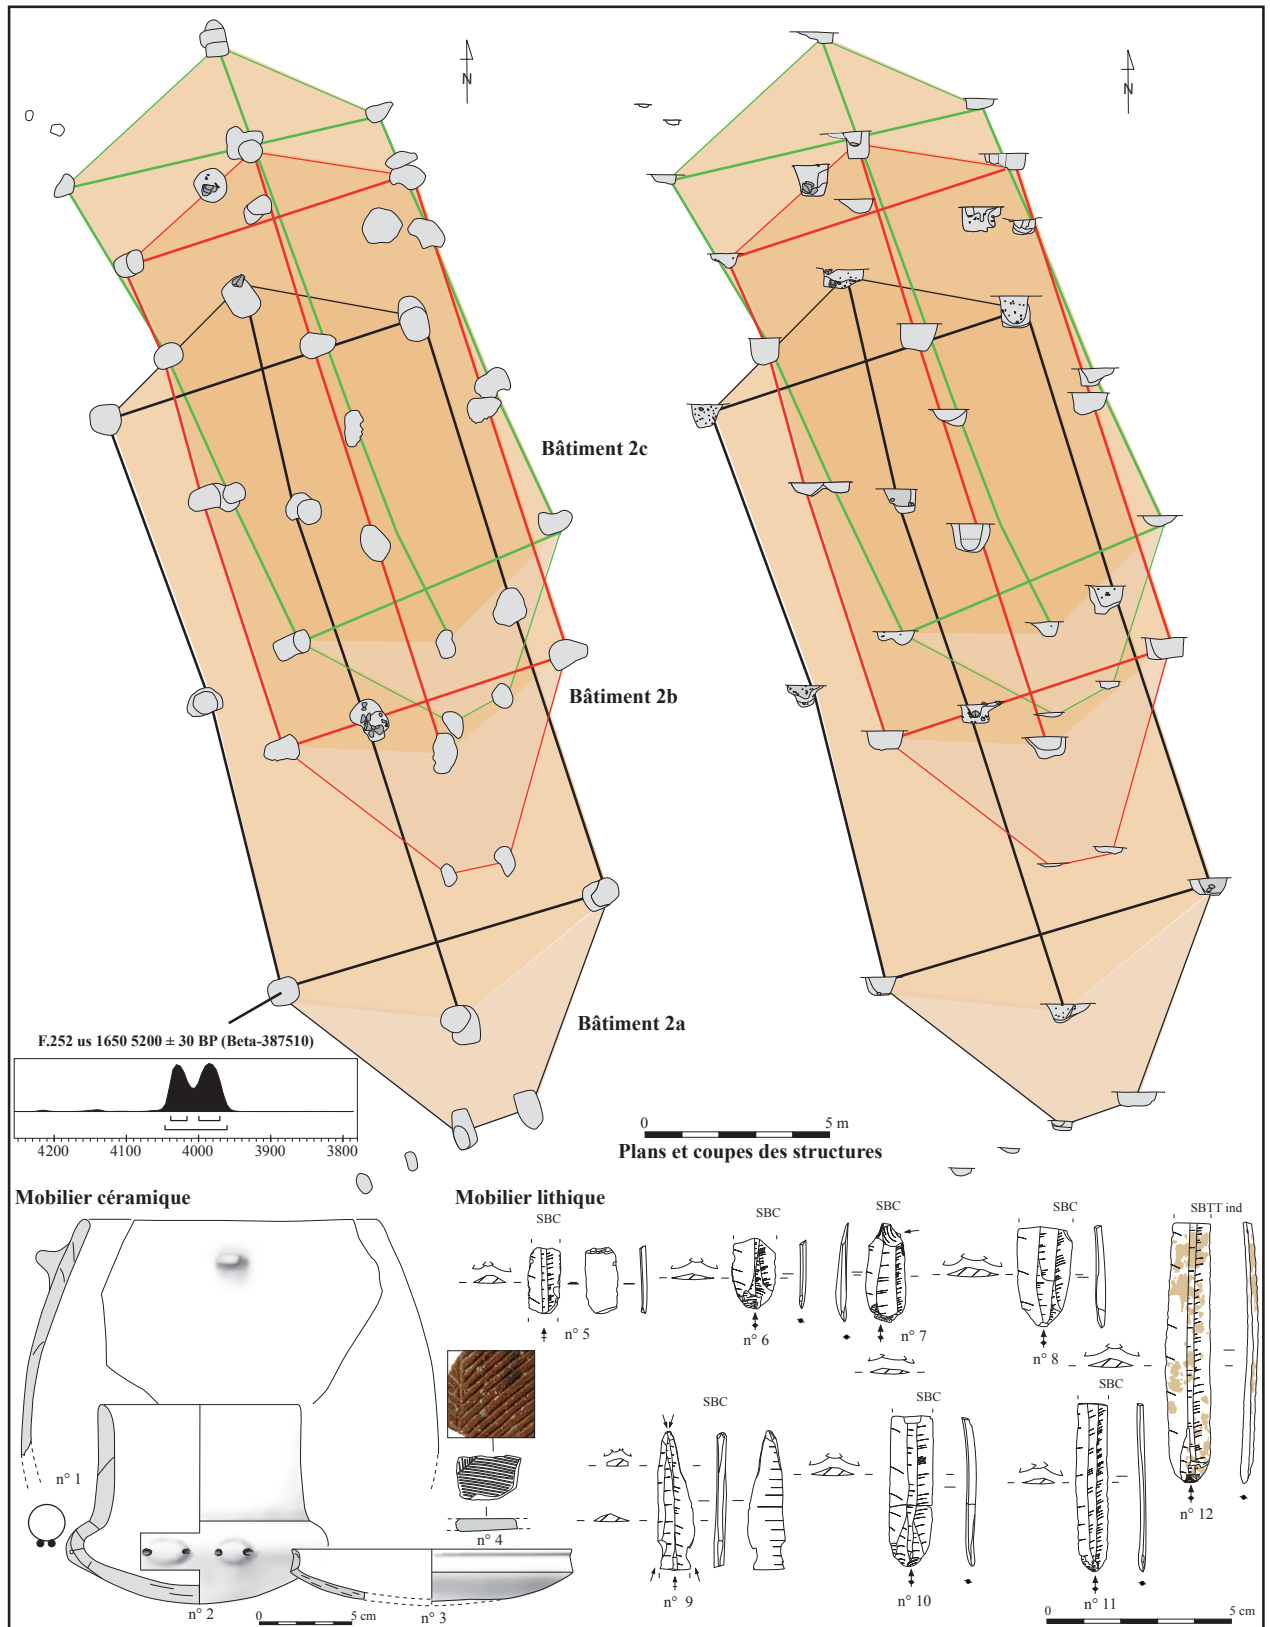 N
N
Bâtiment 2c
Bâtiment 2b
Bâtiment 2a
F.252 us 1650 5200 ± 30 BP (Beta-387510)
4200 4100 4000 3900 3800
0 5 m
Plans et coupes des structures
Mobilier céramique
Mobilier lithique
SBC
SBC
SBC
SBC
SBTT ind
n° 5
n° 6
n° 7
n° 8
SBC
SBC
SBC
n° 1
n° 4
n° 12
n° 9
n° 10
n° 11
n° 2
0 5 cm
n° 3
0 5 cm